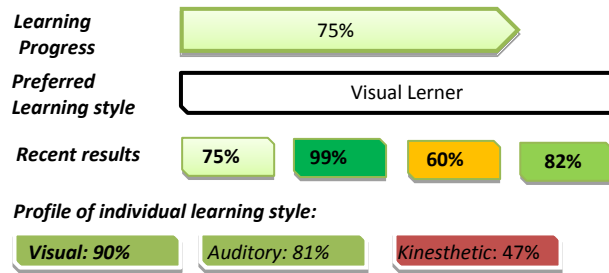 Learning
Progress
75%
Preferred
Learning style
Visual Lerner
Recent results
75%
99%
60%
82%
Profile of individual learning style:
Visual: 90%
Auditory: 81%
Kinesthetic: 47%